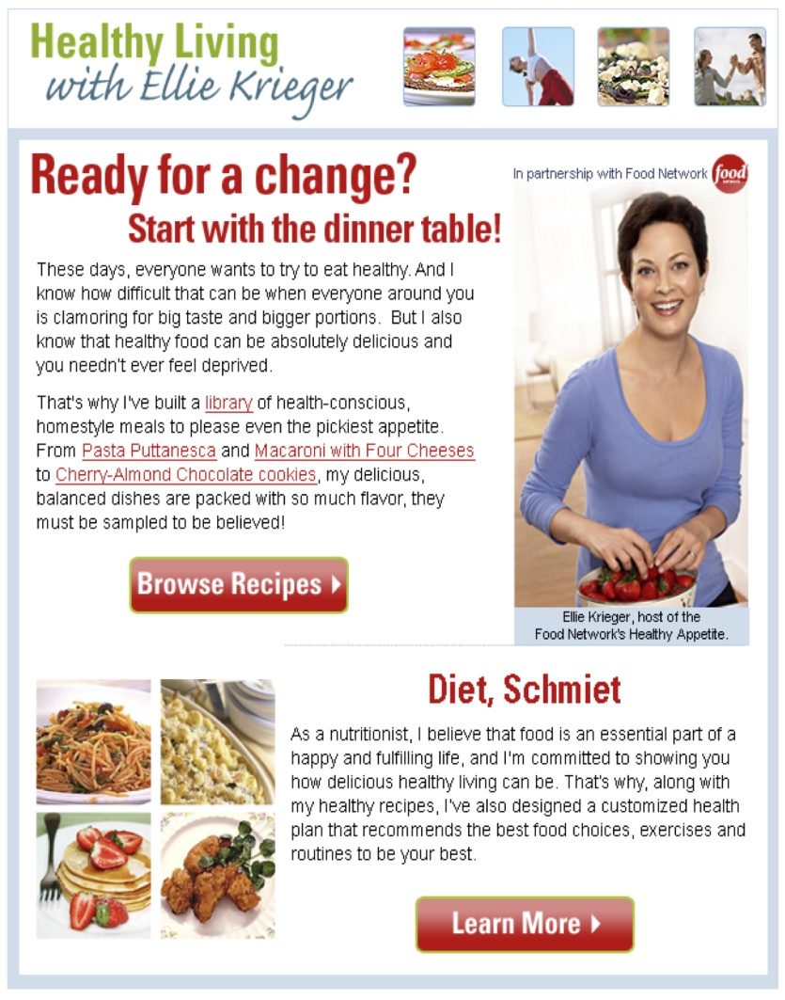 Healthy Living
with Ellie Krieger
Ready for a change?
Start with the dinner table!
In partnership with Food Network
food
network
These days, everyone wants to try to eat healthy. And I
know how difficult that can be when everyone around you
is clamoring for big taste and bigger portions.  But I also
know that healthy food can be absolutely delicious and
you needn't ever feel deprived.
That's why I've built a library of health-conscious,
homestyle meals to please even the pickiest appetite.
From Pasta Puttanesca and Macaroni with Four Cheeses
to Cherry-Almond Chocolate cookies, my delicious,
balanced dishes are packed with so much flavor, they
must be sampled to be believed!
Browse Recipes
Ellie Krieger, host of the
Food Network's Healthy Appetite.
Diet, Schmiet
As a nutritionist, I believe that food is an essential part of a
happy and fulfilling life, and I'm committed to showing you
how delicious healthy living can be. That's why, along with
my healthy recipes, I've also designed a customized health
plan that recommends the best food choices, exercises and
routines to be your best.
Learn More